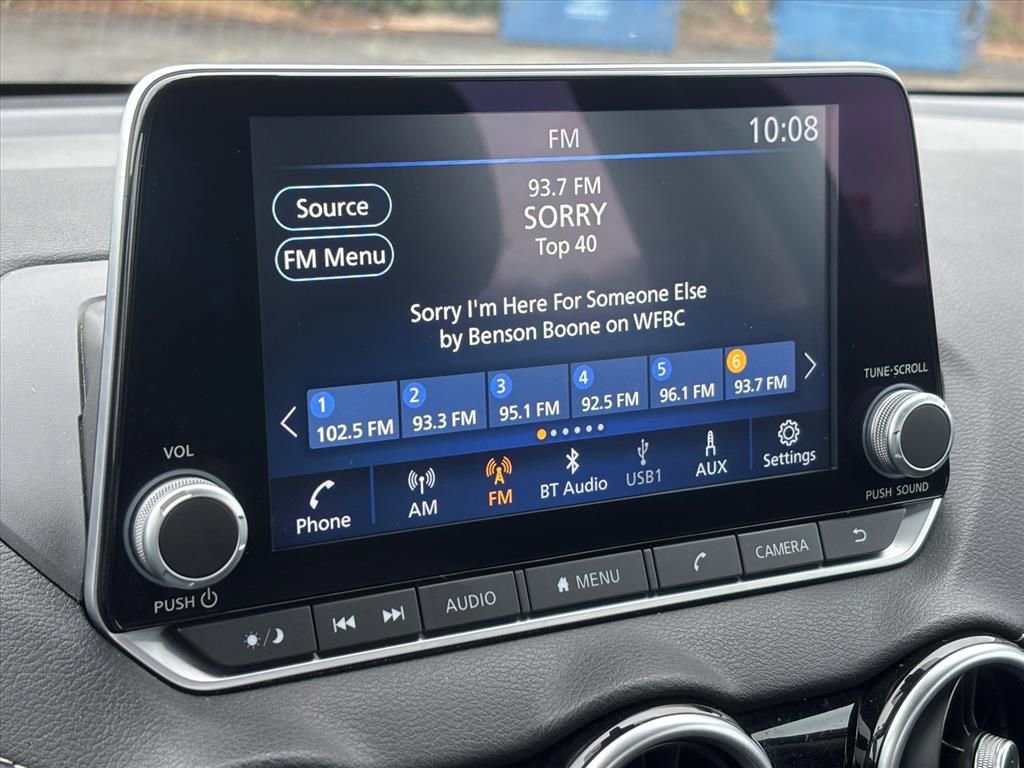 FM
10:08
Source
FM Menu
93.7 FM
SORRY
Top 40
Sorry I'm Here For Someone Else
by Benson Boone on WFBC
1
102.5 FM
2
93.3 FM
3
95.1 FM
4
92.5 FM
5
96.1 FM
6
93.7 FM
Phone
AM
FM
BT Audio
USB1
AUX
Settings
VOL
PUSH
TUNE·SCROLL
PUSH SOUND
AUDIO
MENU
CAMERA